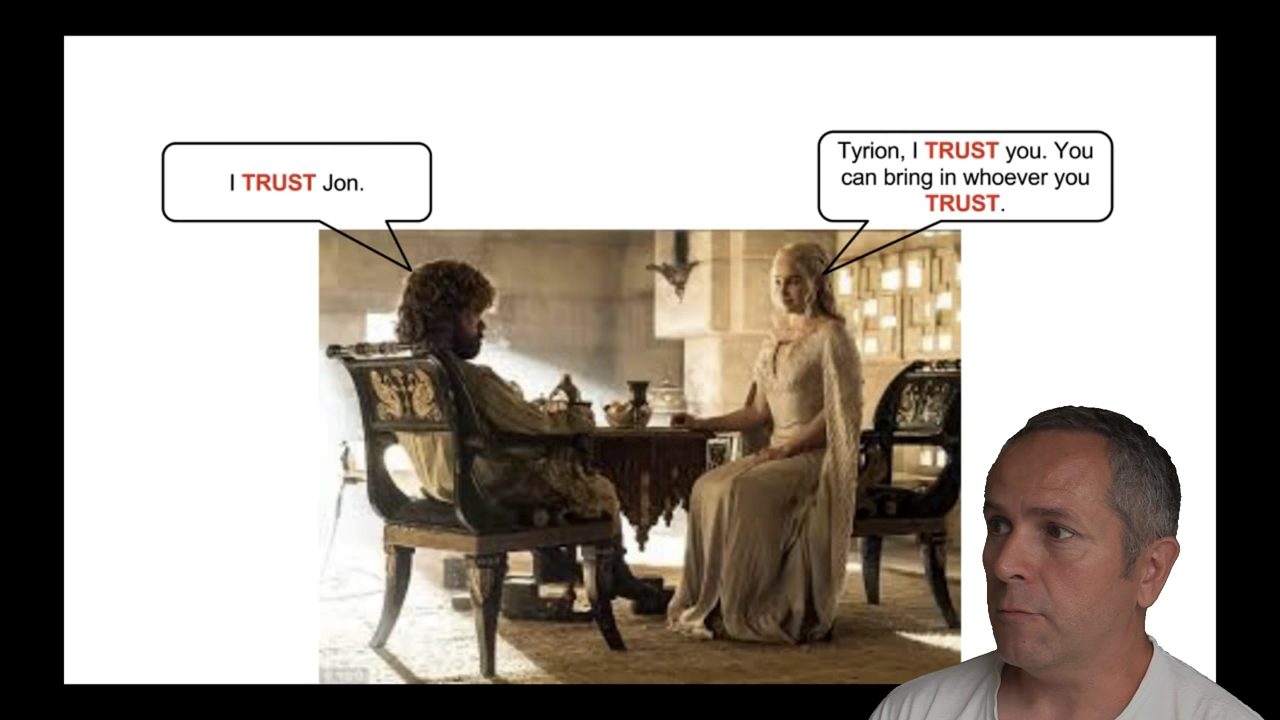 I TRUST Jon.
Tyrion, I TRUST you. You
can bring in whoever you
TRUST.